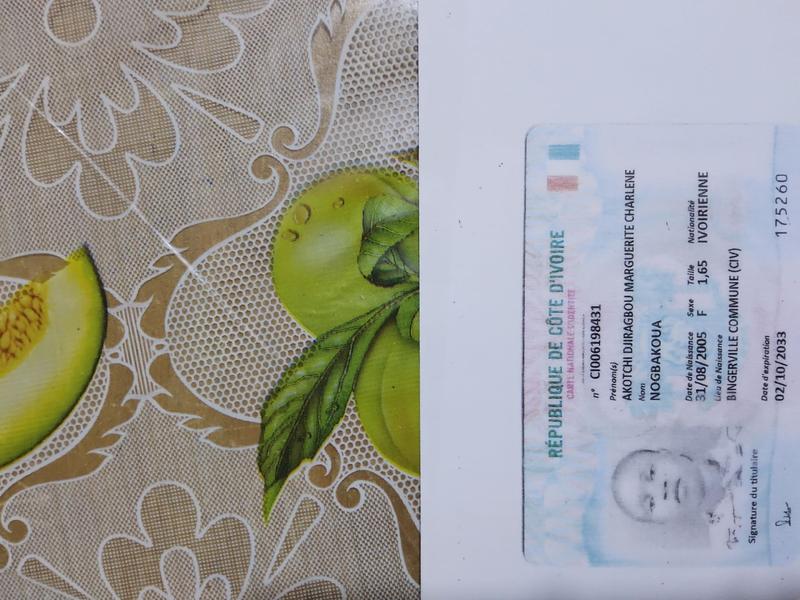 RÉPUBLIQUE DE CÔTE D'IVOIRE
CARTE NATIONALE D'IDENTITÉ
n° CI006198431
Prénom(s)
AKOTCHI DJIRAGBOU MARGUERITE CHARLENE
Nom
NOGBAKOUA
Date de Naissance Sexe Taille Nationalité
31/08/2005 F 1,65 IVOIRIENNE
Lieu de Naissance
BINGERVILLE COMMUNE (CIV)
Signature du titulaire
Date d'expiration
02/10/2033
175260